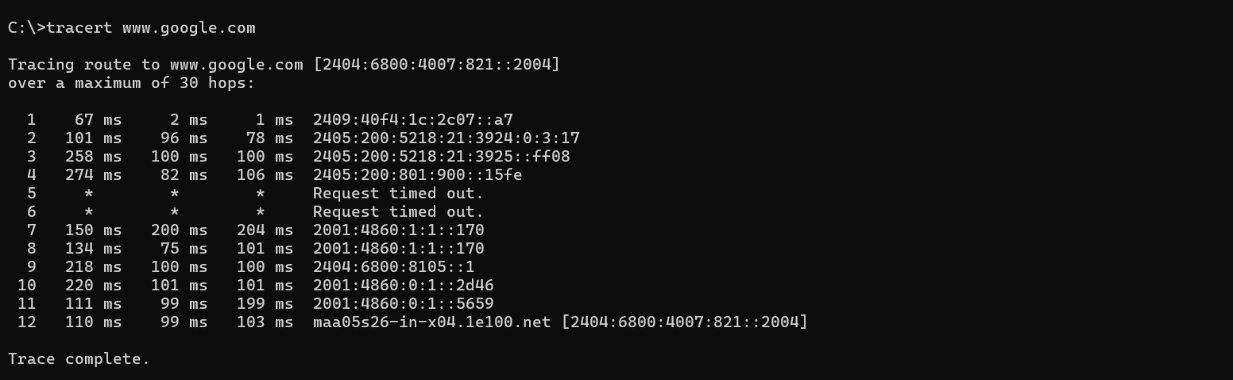 C:\>tracert www.google.com
Tracing route to www.google.com [2404:6800:4007:821::2004]
over a maximum of 30 hops:
1 67 ms 2 ms 1 ms 2409:40f4:1c:2c07::a7
2 101 ms 96 ms 78 ms 2405:200:5218:21:3924:0:3:17
3 258 ms 100 ms 100 ms 2405:200:5218:21:3925::ff08
4 274 ms 82 ms 106 ms 2405:200:801:900::15fe
5 * * * Request timed out.
6 * * * Request timed out.
7 150 ms 200 ms 204 ms 2001:4860:1:1::170
8 134 ms 75 ms 101 ms 2001:4860:1:1::170
9 218 ms 100 ms 100 ms 2404:6800:8105::1
10 220 ms 101 ms 101 ms 2001:4860:0:1::2d46
11 111 ms 99 ms 199 ms 2001:4860:0:1::5659
12 110 ms 99 ms 103 ms maa05s26-in-x04.1e100.net [2404:6800:4007:821::2004]
Trace complete.